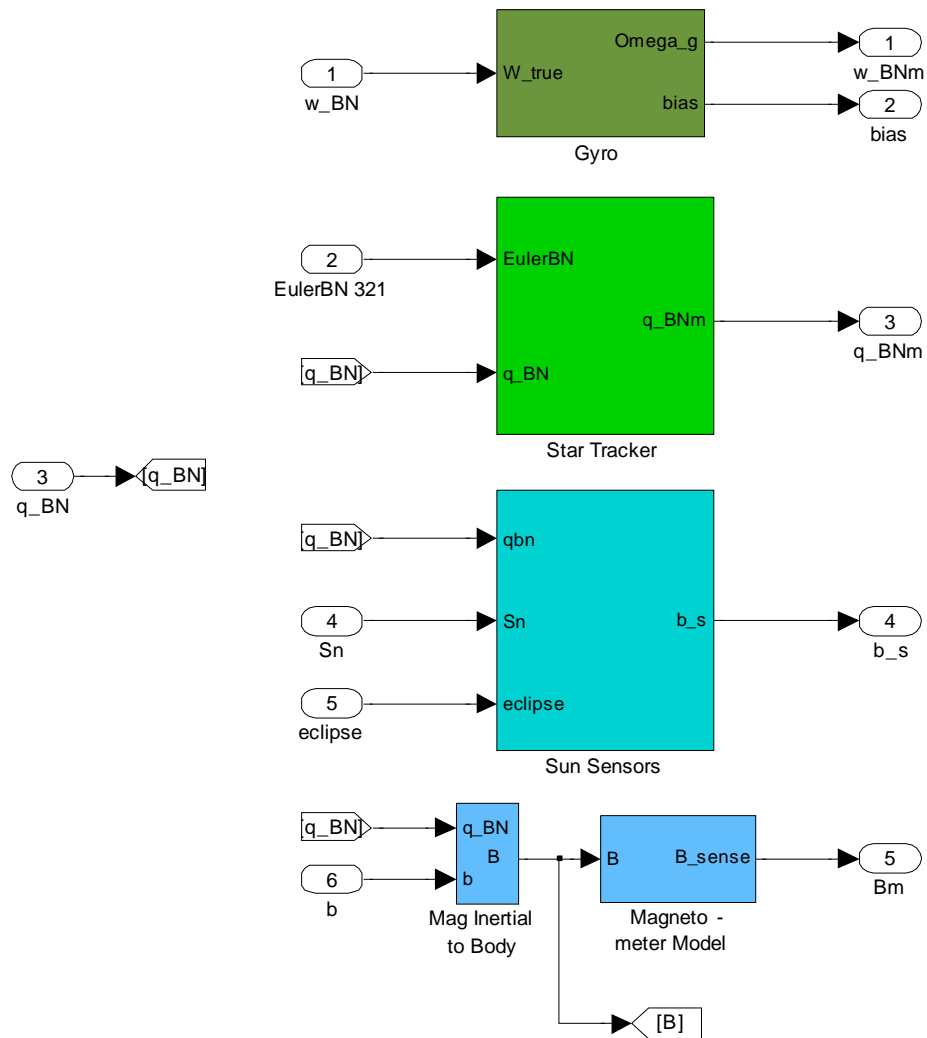 1
w_BN
W_true
Omega_g
bias
Gyro
1
w_BNm
2
bias
2
EulerBN 321
[q_BN]
EulerBN
q_BN
q_BNm
Star Tracker
3
q_BNm
3
q_BN
[q_BN]
[q_BN]
4
Sn
5
eclipse
qbn
Sn
eclipse
b_s
Sun Sensors
4
b_s
[q_BN]
6
b
q_BN
B
b
Mag Inertial
to Body
B
B_sense
Magneto -
meter Model
5
Bm
[B]